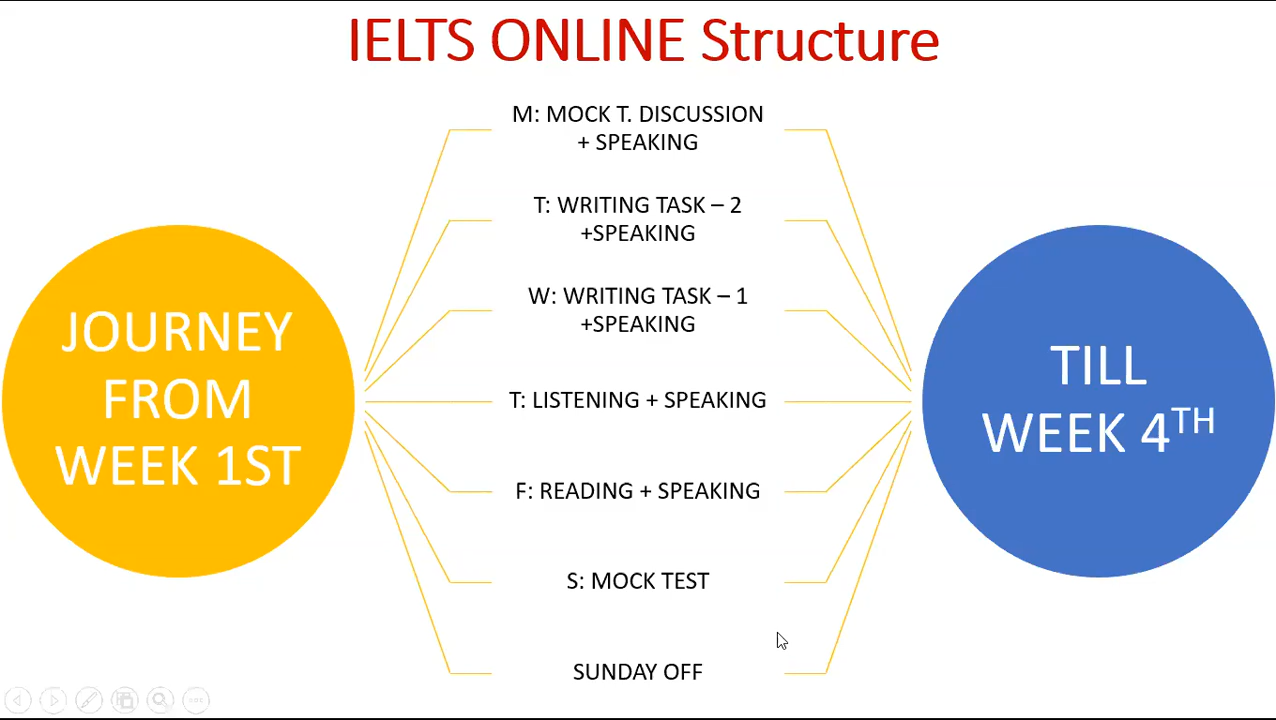 IELTS ONLINE Structure
M: MOCK T. DISCUSSION
+ SPEAKING
T: WRITING TASK – 2
+SPEAKING
W: WRITING TASK – 1
+SPEAKING
JOURNEY
FROM
WEEK 1ST
T: LISTENING + SPEAKING
TILL
WEEK 4TH
F: READING + SPEAKING
S: MOCK TEST
SUNDAY OFF